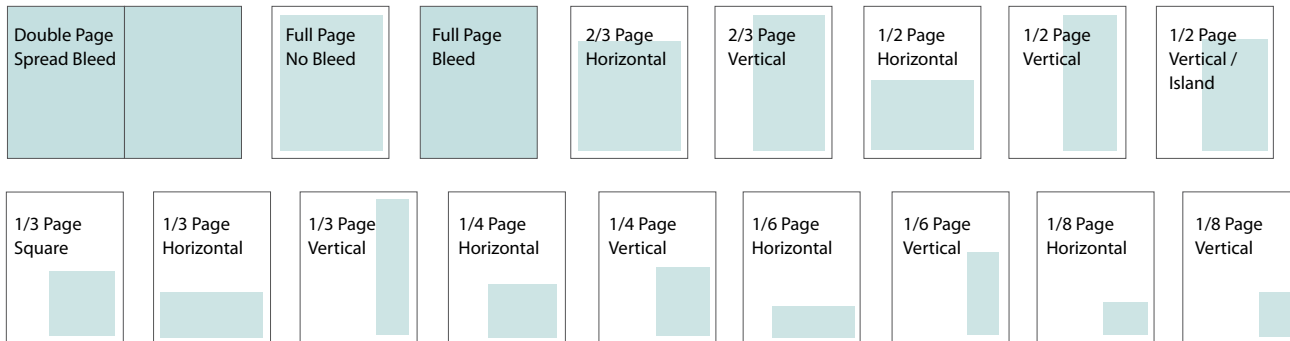 Double Page
Spread Bleed
Full Page
No Bleed
Full Page
Bleed
2/3 Page
Horizontal
2/3 Page
Vertical
1/2 Page
Horizontal
1/2 Page
Vertical
1/2 Page
Vertical /
Island
1/3 Page
Square
1/3 Page
Horizontal
1/3 Page
Vertical
1/4 Page
Horizontal
1/4 Page
Vertical
1/6 Page
Horizontal
1/6 Page
Vertical
1/8 Page
Horizontal
1/8 Page
Vertical